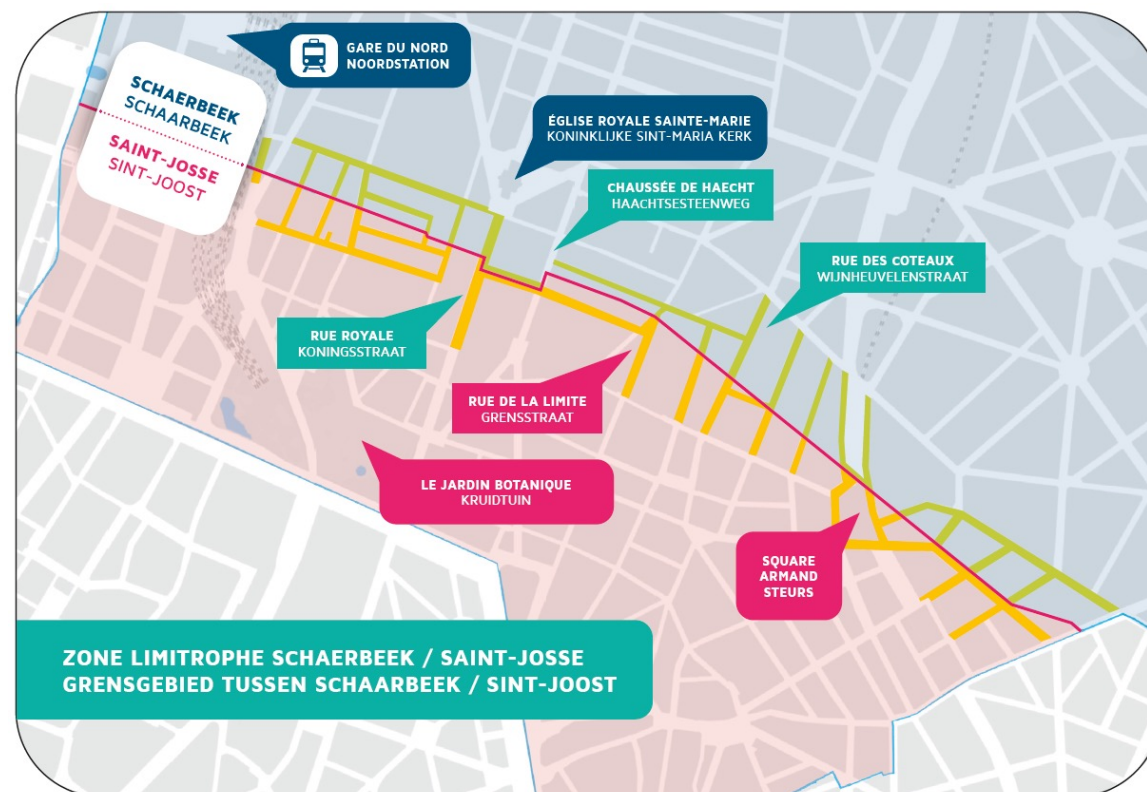 GARE DU NORD
NOORDSTATION
SCHAERBEEK
SCHAARBEEK
SAINT-JOSSE
SINT-JOOST
ÉGLISE ROYALE SAINTE-MARIE
KONINKLIJKE SINT-MARIA KERK
CHAUSSÉE DE HAECHT
HAACHTSESTEENWEG
RUE DES COTEAUX
WIJNHEUVELENSTRAAT
RUE ROYALE
KONINGSSTRAAT
RUE DE LA LIMITE
GRENSSTRAAT
LE JARDIN BOTANIQUE
KRUIDTUIN
SQUARE
ARMAND
STEURS
ZONE LIMITROPHE SCHAERBEEK / SAINT-JOSSE
GRENSGEBIED TUSSEN SCHAARBEEK / SINT-JOOST